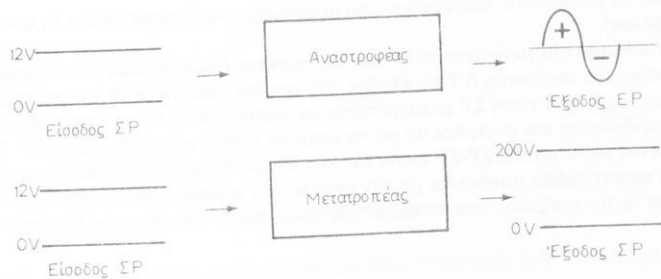 12V
0V
Είσοδος ΣΡ
Αναστροφέας
+
−
Έξοδος ΕΡ
12V
0V
Είσοδος ΣΡ
Μετατροπέας
200V
0V
Έξοδος ΣΡ